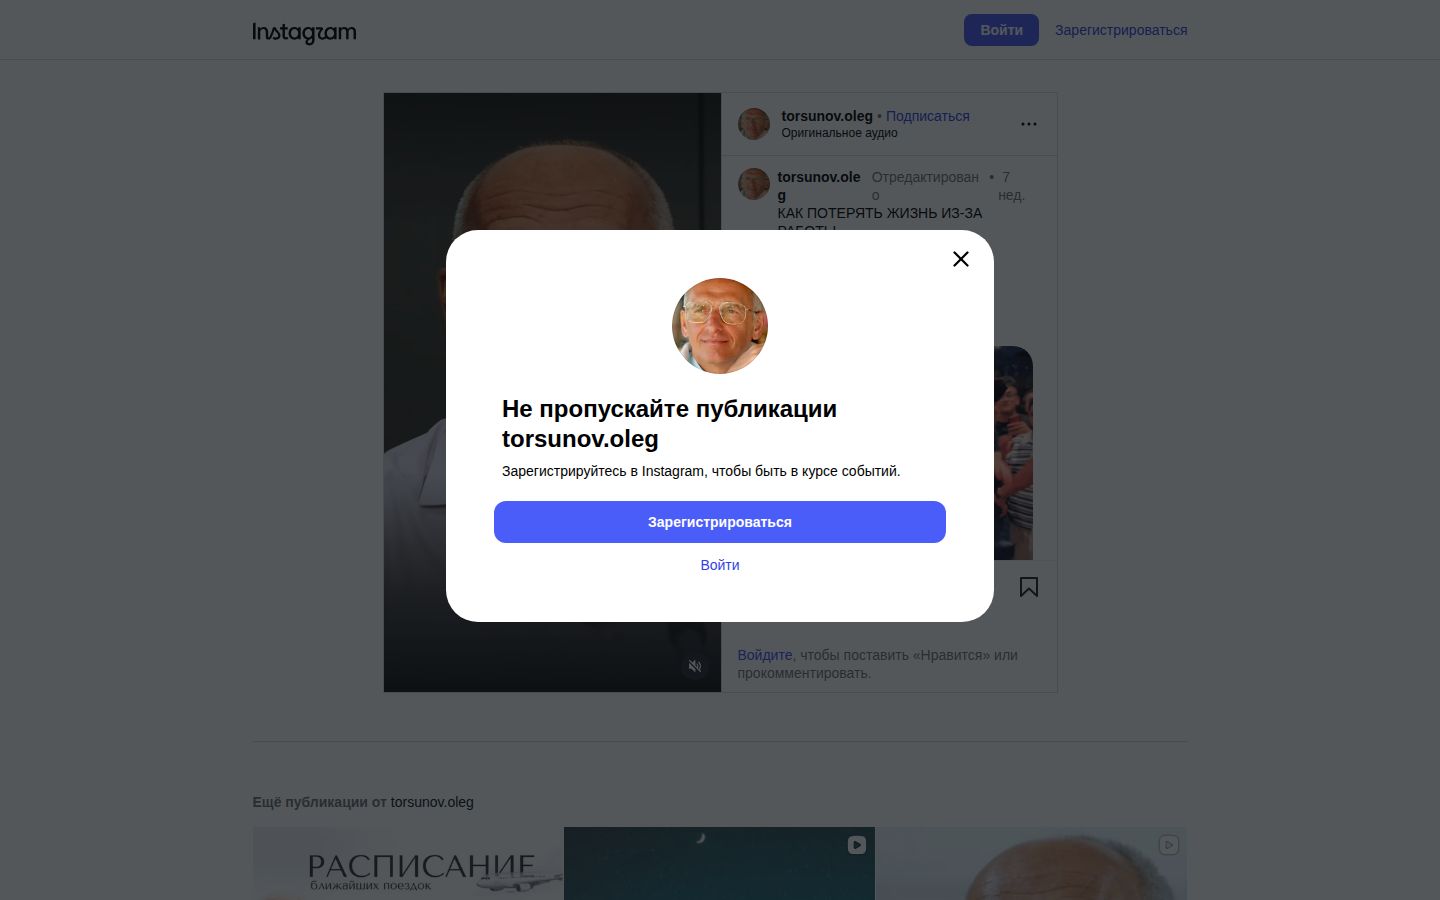 Instagram
Войти
Зарегистрироваться
torsunov.oleg • Подписаться
Оригинальное аудио
torsunov.ole
g
Отредактирован
о
• 7
нед.
КАК ПОТЕРЯТЬ ЖИЗНЬ ИЗ-ЗА
РАБОТЫ
Не пропускайте публикации
torsunov.oleg
Зарегистрируйтесь в Instagram, чтобы быть в курсе событий.
Зарегистрироваться
Войти
Войдите, чтобы поставить «Нравится» или
прокомментировать.
Ещё публикации от torsunov.oleg
РАСПИСАНИЕ
ближайших поездок